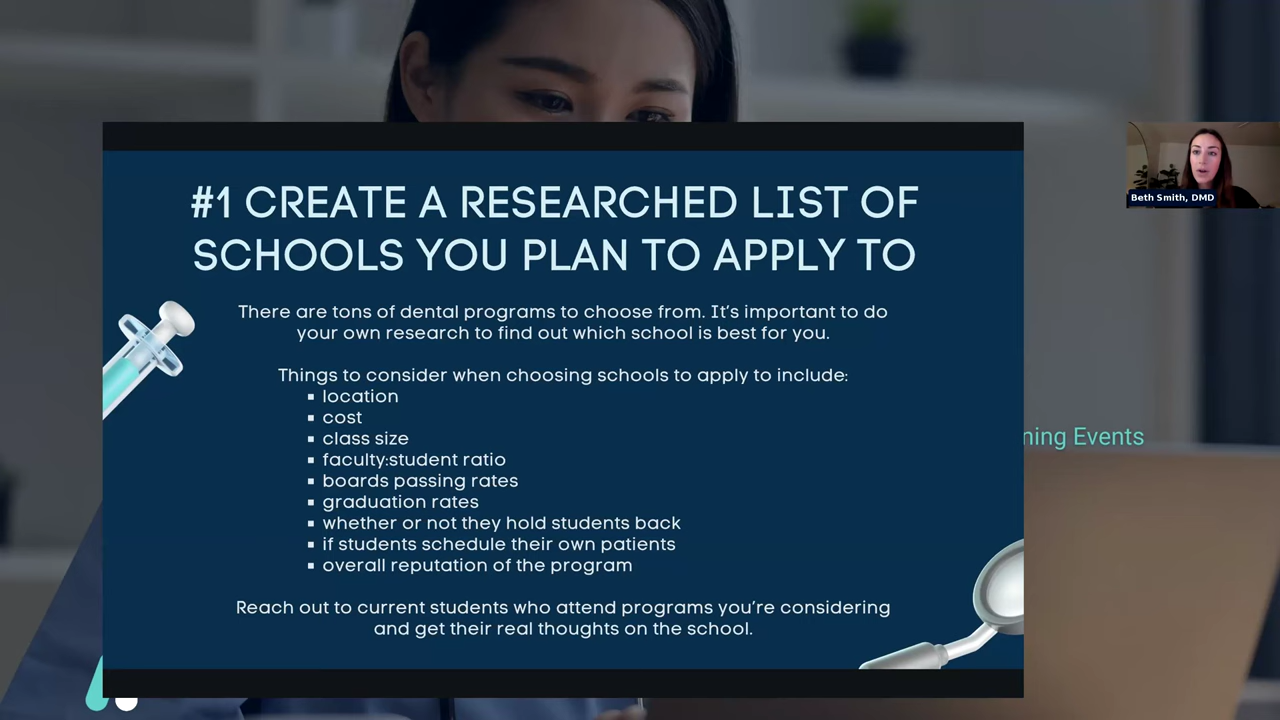 #1 CREATE A RESEARCHED LIST OF
SCHOOLS YOU PLAN TO APPLY TO
There are tons of dental programs to choose from. It's important to do
your own research to find out which school is best for you.
Things to consider when choosing schools to apply to include:
▪ location
▪ cost
▪ class size
▪ faculty:student ratio
▪ boards passing rates
▪ graduation rates
▪ whether or not they hold students back
▪ if students schedule their own patients
▪ overall reputation of the program
Reach out to current students who attend programs you're considering
and get their real thoughts on the school.
Beth Smith, DMD
ning Events